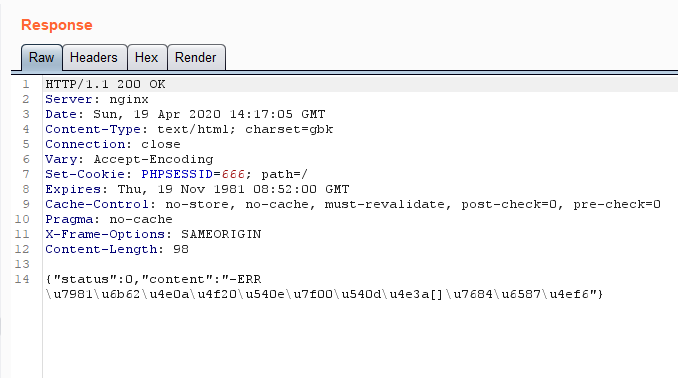 Response
Raw Headers Hex Render
1 HTTP/1.1 200 OK
2 Server: nginx
3 Date: Sun, 19 Apr 2020 14:17:05 GMT
4 Content-Type: text/html; charset=gbk
5 Connection: close
6 Vary: Accept-Encoding
7 Set-Cookie: PHPSESSID=666; path=/
8 Expires: Thu, 19 Nov 1981 08:52:00 GMT
9 Cache-Control: no-store, no-cache, must-revalidate, post-check=0, pre-check=0
10 Pragma: no-cache
11 X-Frame-Options: SAMEORIGIN
12 Content-Length: 98
13
14 {"status":0,"content":"-ERR
\u7981\u6b62\u4e0a\u4f20\u540e\u7f00\u540d\u4e3a[]\u7684\u6587\u4ef6"}